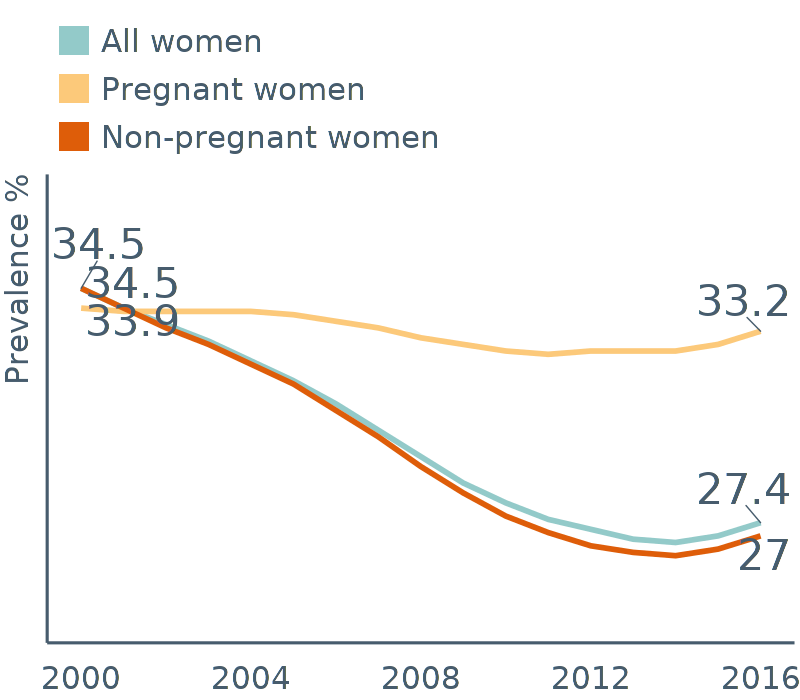 All women
Pregnant women
Non-pregnant women
Prevalence %
34.5
34.5
33.9
33.2
27.4
27
2000 2004 2008 2012 2016